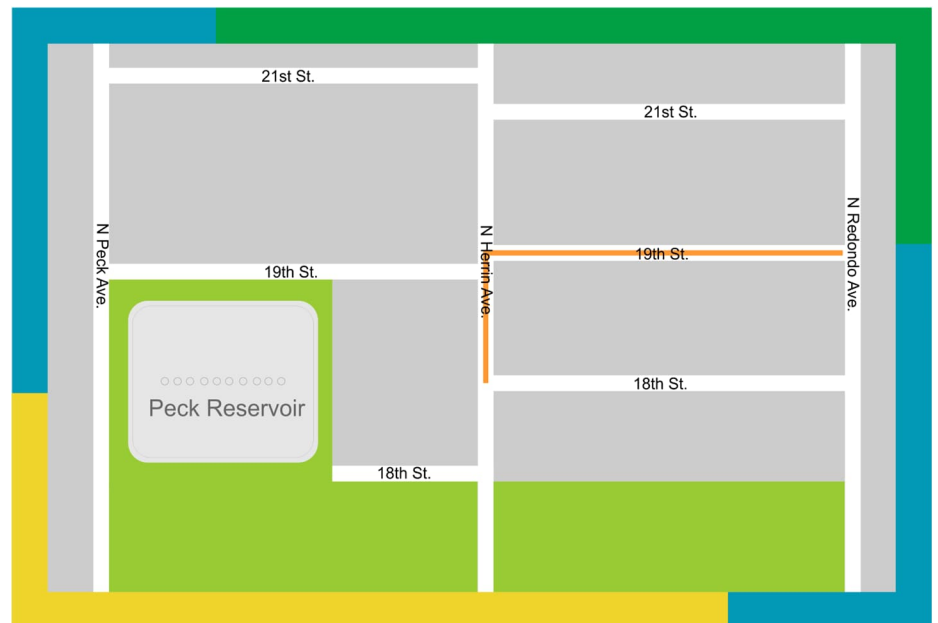 21st St.
21st St.
N Peck Ave.
N Herrin Ave.
N Redondo Ave.
19th St.
19th St.
Peck Reservoir
18th St.
18th St.